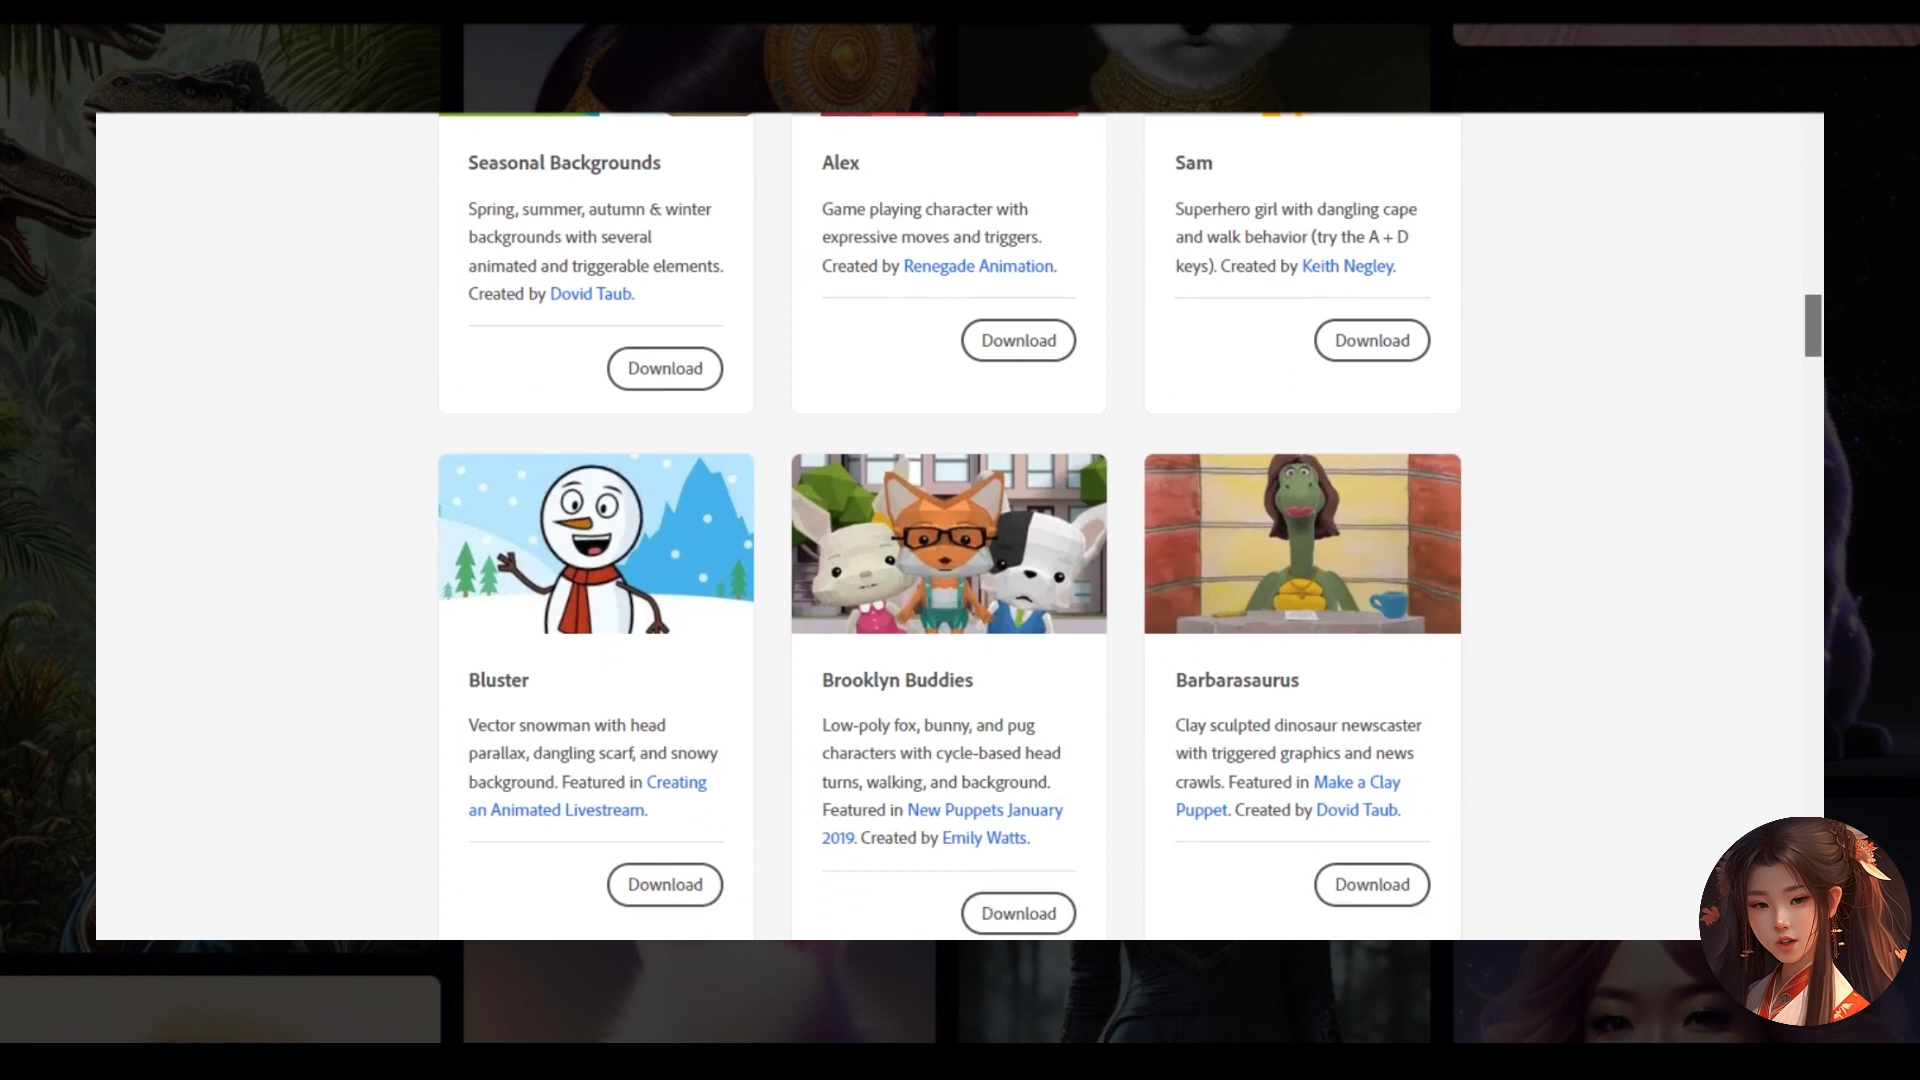 Seasonal Backgrounds
Spring, summer, autumn & winter
backgrounds with several
animated and triggerable elements.
Created by Dovid Taub.
Download
Alex
Game playing character with
expressive moves and triggers.
Created by Renegade Animation.
Download
Sam
Superhero girl with dangling cape
and walk behavior (try the A + D
keys). Created by Keith Negley.
Download
Bluster
Vector snowman with head
parallax, dangling scarf, and snowy
background. Featured in Creating
an Animated Livestream.
Download
Brooklyn Buddies
Low-poly fox, bunny, and pug
characters with cycle-based head
turns, walking, and background.
Featured in New Puppets January
2019. Created by Emily Watts.
Download
Barbarasaurus
Clay sculpted dinosaur newscaster
with triggered graphics and news
crawls. Featured in Make a Clay
Puppet. Created by Dovid Taub.
Download